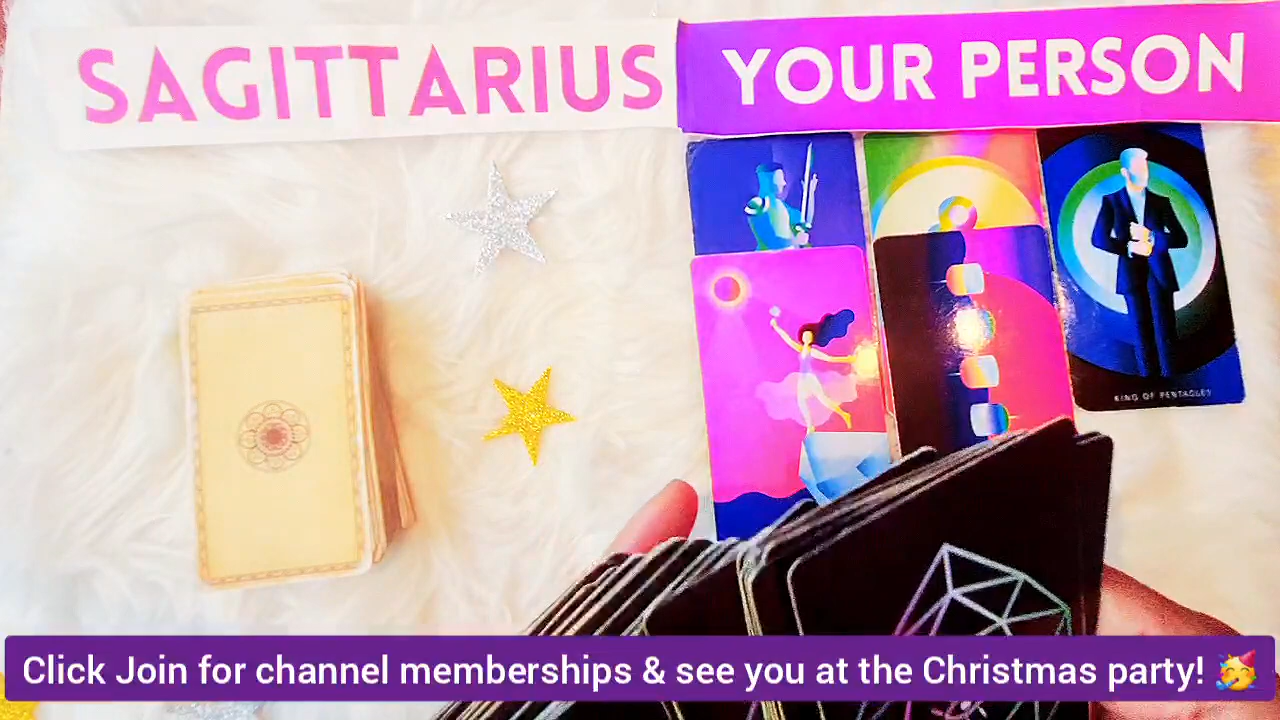 SAGITTARIUS
YOUR PERSON
KING OF PENTACLES
Click Join for channel memberships & see you at the Christmas party! 🥳